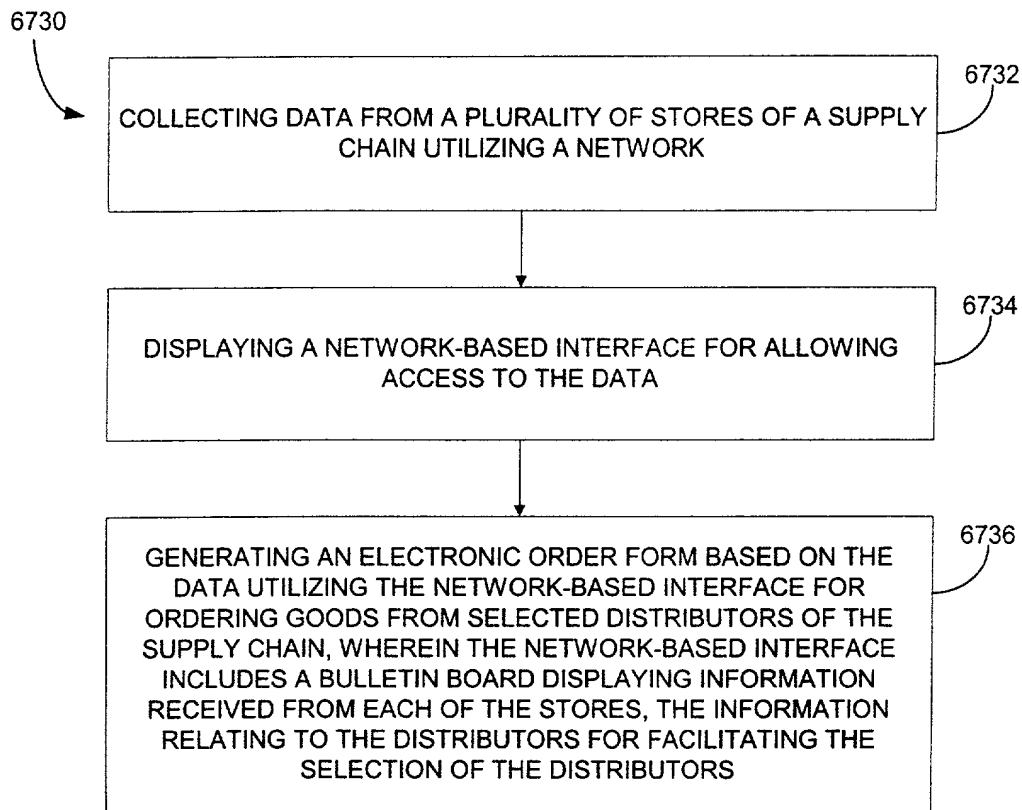 6730
6732
COLLECTING DATA FROM A PLURALITY OF STORES OF A SUPPLY
CHAIN UTILIZING A NETWORK
6734
DISPLAYING A NETWORK-BASED INTERFACE FOR ALLOWING
ACCESS TO THE DATA
6736
GENERATING AN ELECTRONIC ORDER FORM BASED ON THE
DATA UTILIZING THE NETWORK-BASED INTERFACE FOR
ORDERING GOODS FROM SELECTED DISTRIBUTORS OF THE
SUPPLY CHAIN, WHEREIN THE NETWORK-BASED INTERFACE
INCLUDES A BULLETIN BOARD DISPLAYING INFORMATION
RECEIVED FROM EACH OF THE STORES, THE INFORMATION
RELATING TO THE DISTRIBUTORS FOR FACILITATING THE
SELECTION OF THE DISTRIBUTORS